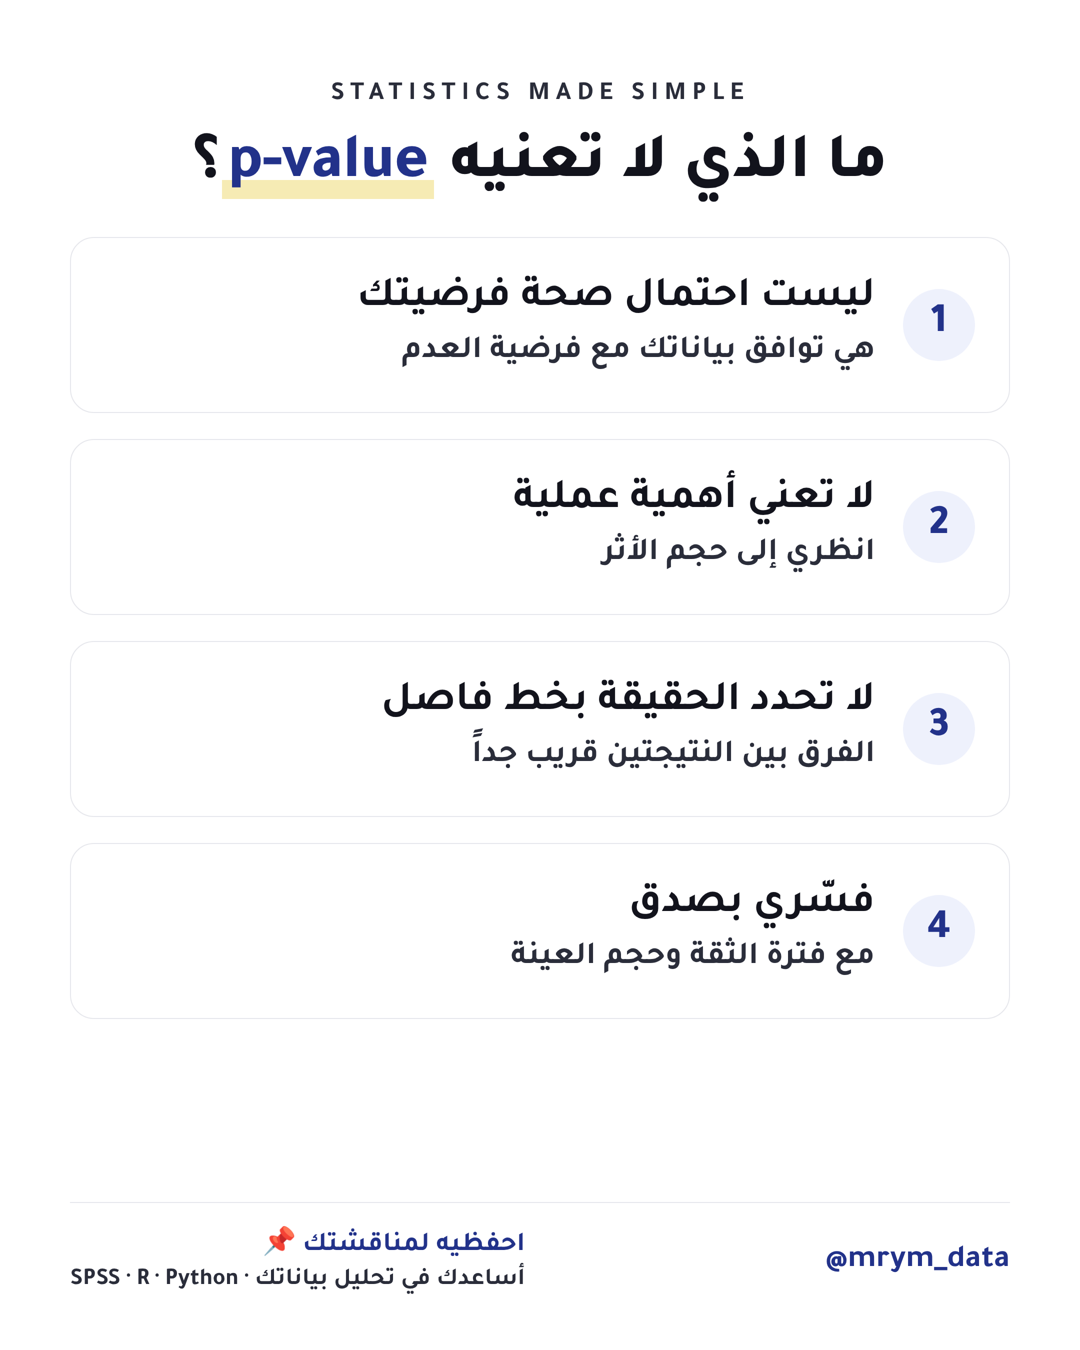 STATISTICS MADE SIMPLE
ما الذي لا تعنيه p-value؟
1
ليست احتمال صحة فرضيتك
هي توافق بياناتك مع فرضية العدم
2
لا تعني أهمية عملية
انظري إلى حجم الأثر
3
لا تحدد الحقيقة بخط فاصل
الفرق بين النتيجتين قريب جداً
4
فسّري بصدق
مع فترة الثقة وحجم العينة
@mrym_data
احفظيه لمناقشتك 📌
أساعدك في تحليل بياناتك · SPSS · R · Python